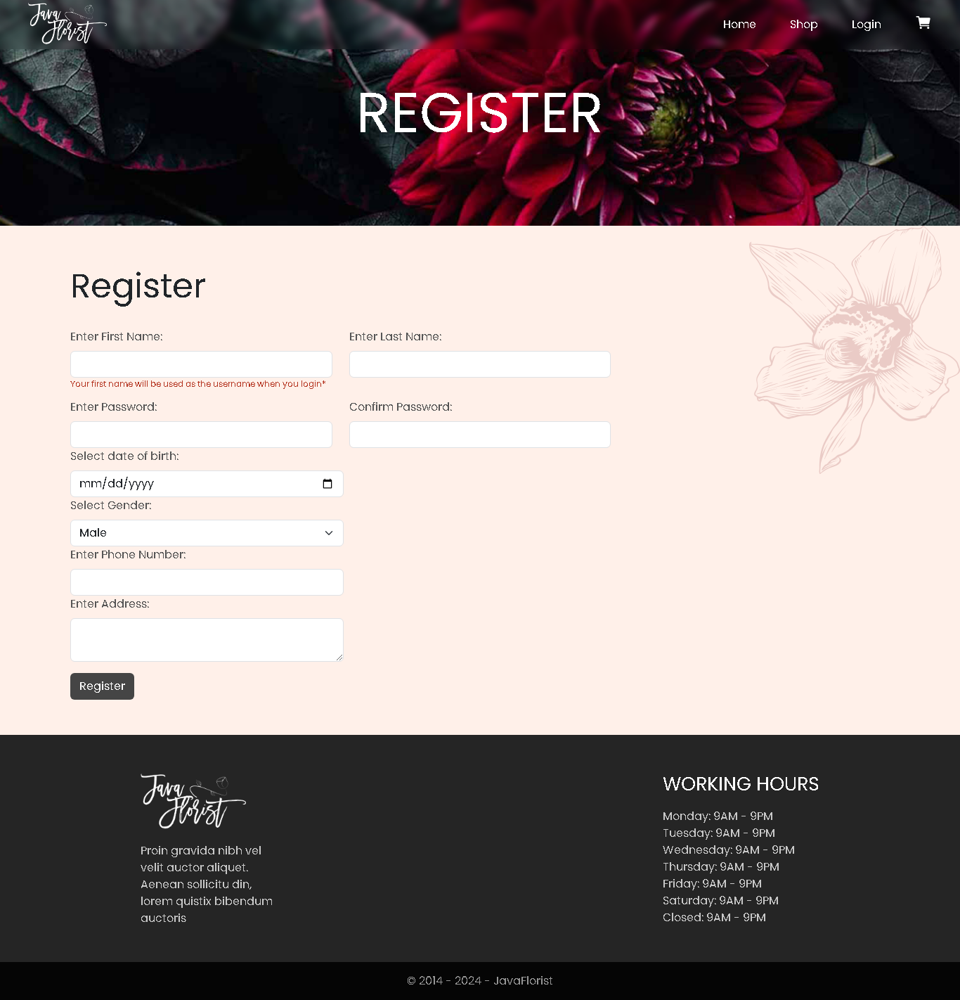 Java Florist
Home Shop Login
REGISTER
Register
Enter First Name: Enter Last Name:
Your first name will be used as the username when you login*
Enter Password: Confirm Password:
Select date of birth:
mm/dd/yyyy
Select Gender:
Male
Enter Phone Number:
Enter Address:
Register
Java Florist
Proin gravida nibh vel
velit auctor aliquet.
Aenean sollicitu din,
lorem quistix bibendum
auctoris
WORKING HOURS
Monday: 9AM - 9PM
Tuesday: 9AM - 9PM
Wednesday: 9AM - 9PM
Thursday: 9AM - 9PM
Friday: 9AM - 9PM
Saturday: 9AM - 9PM
Closed: 9AM - 9PM
© 2014 - 2024 - JavaFlorist